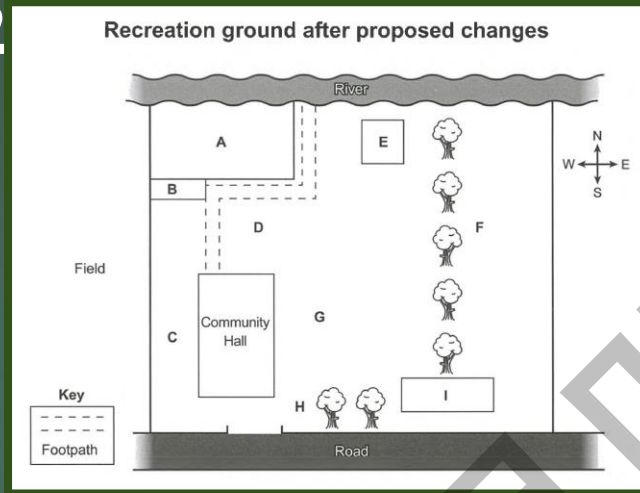 Recreation ground after proposed changes
River
A
E
N
W E
S
B
D
F
Field
G
C
Community
Hall
Key
H
I
Footpath
Road